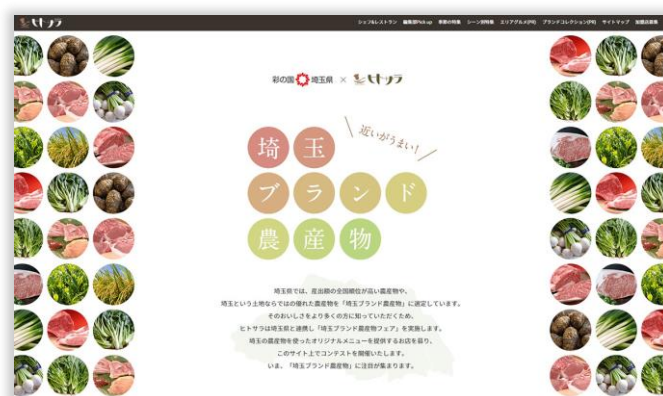 ヒトサラ
シェフ&レストラン 編集部Pick up 季節の特集 シーン別特集 エリアグルメ(PR) ブランドコレクション(PR) サイトマップ 加盟店募集
彩の国 埼玉県 × ヒトサラ
近いがうまい!
埼玉
ブランド
農産物
埼玉県では、産出額の全国順位が高い農産物や、
埼玉という土地ならではの優れた農産物を「埼玉ブランド農産物」に選定しています。
そのおいしさをより多くの方に知っていただくため、
ヒトサラは埼玉県と連携し「埼玉ブランド農産物フェア」を実施します。
埼玉の農産物を使ったオリジナルメニューを提供するお店を募り、
このサイト上でコンテストを開催いたします。
いま、「埼玉ブランド農産物」に注目が集まります。